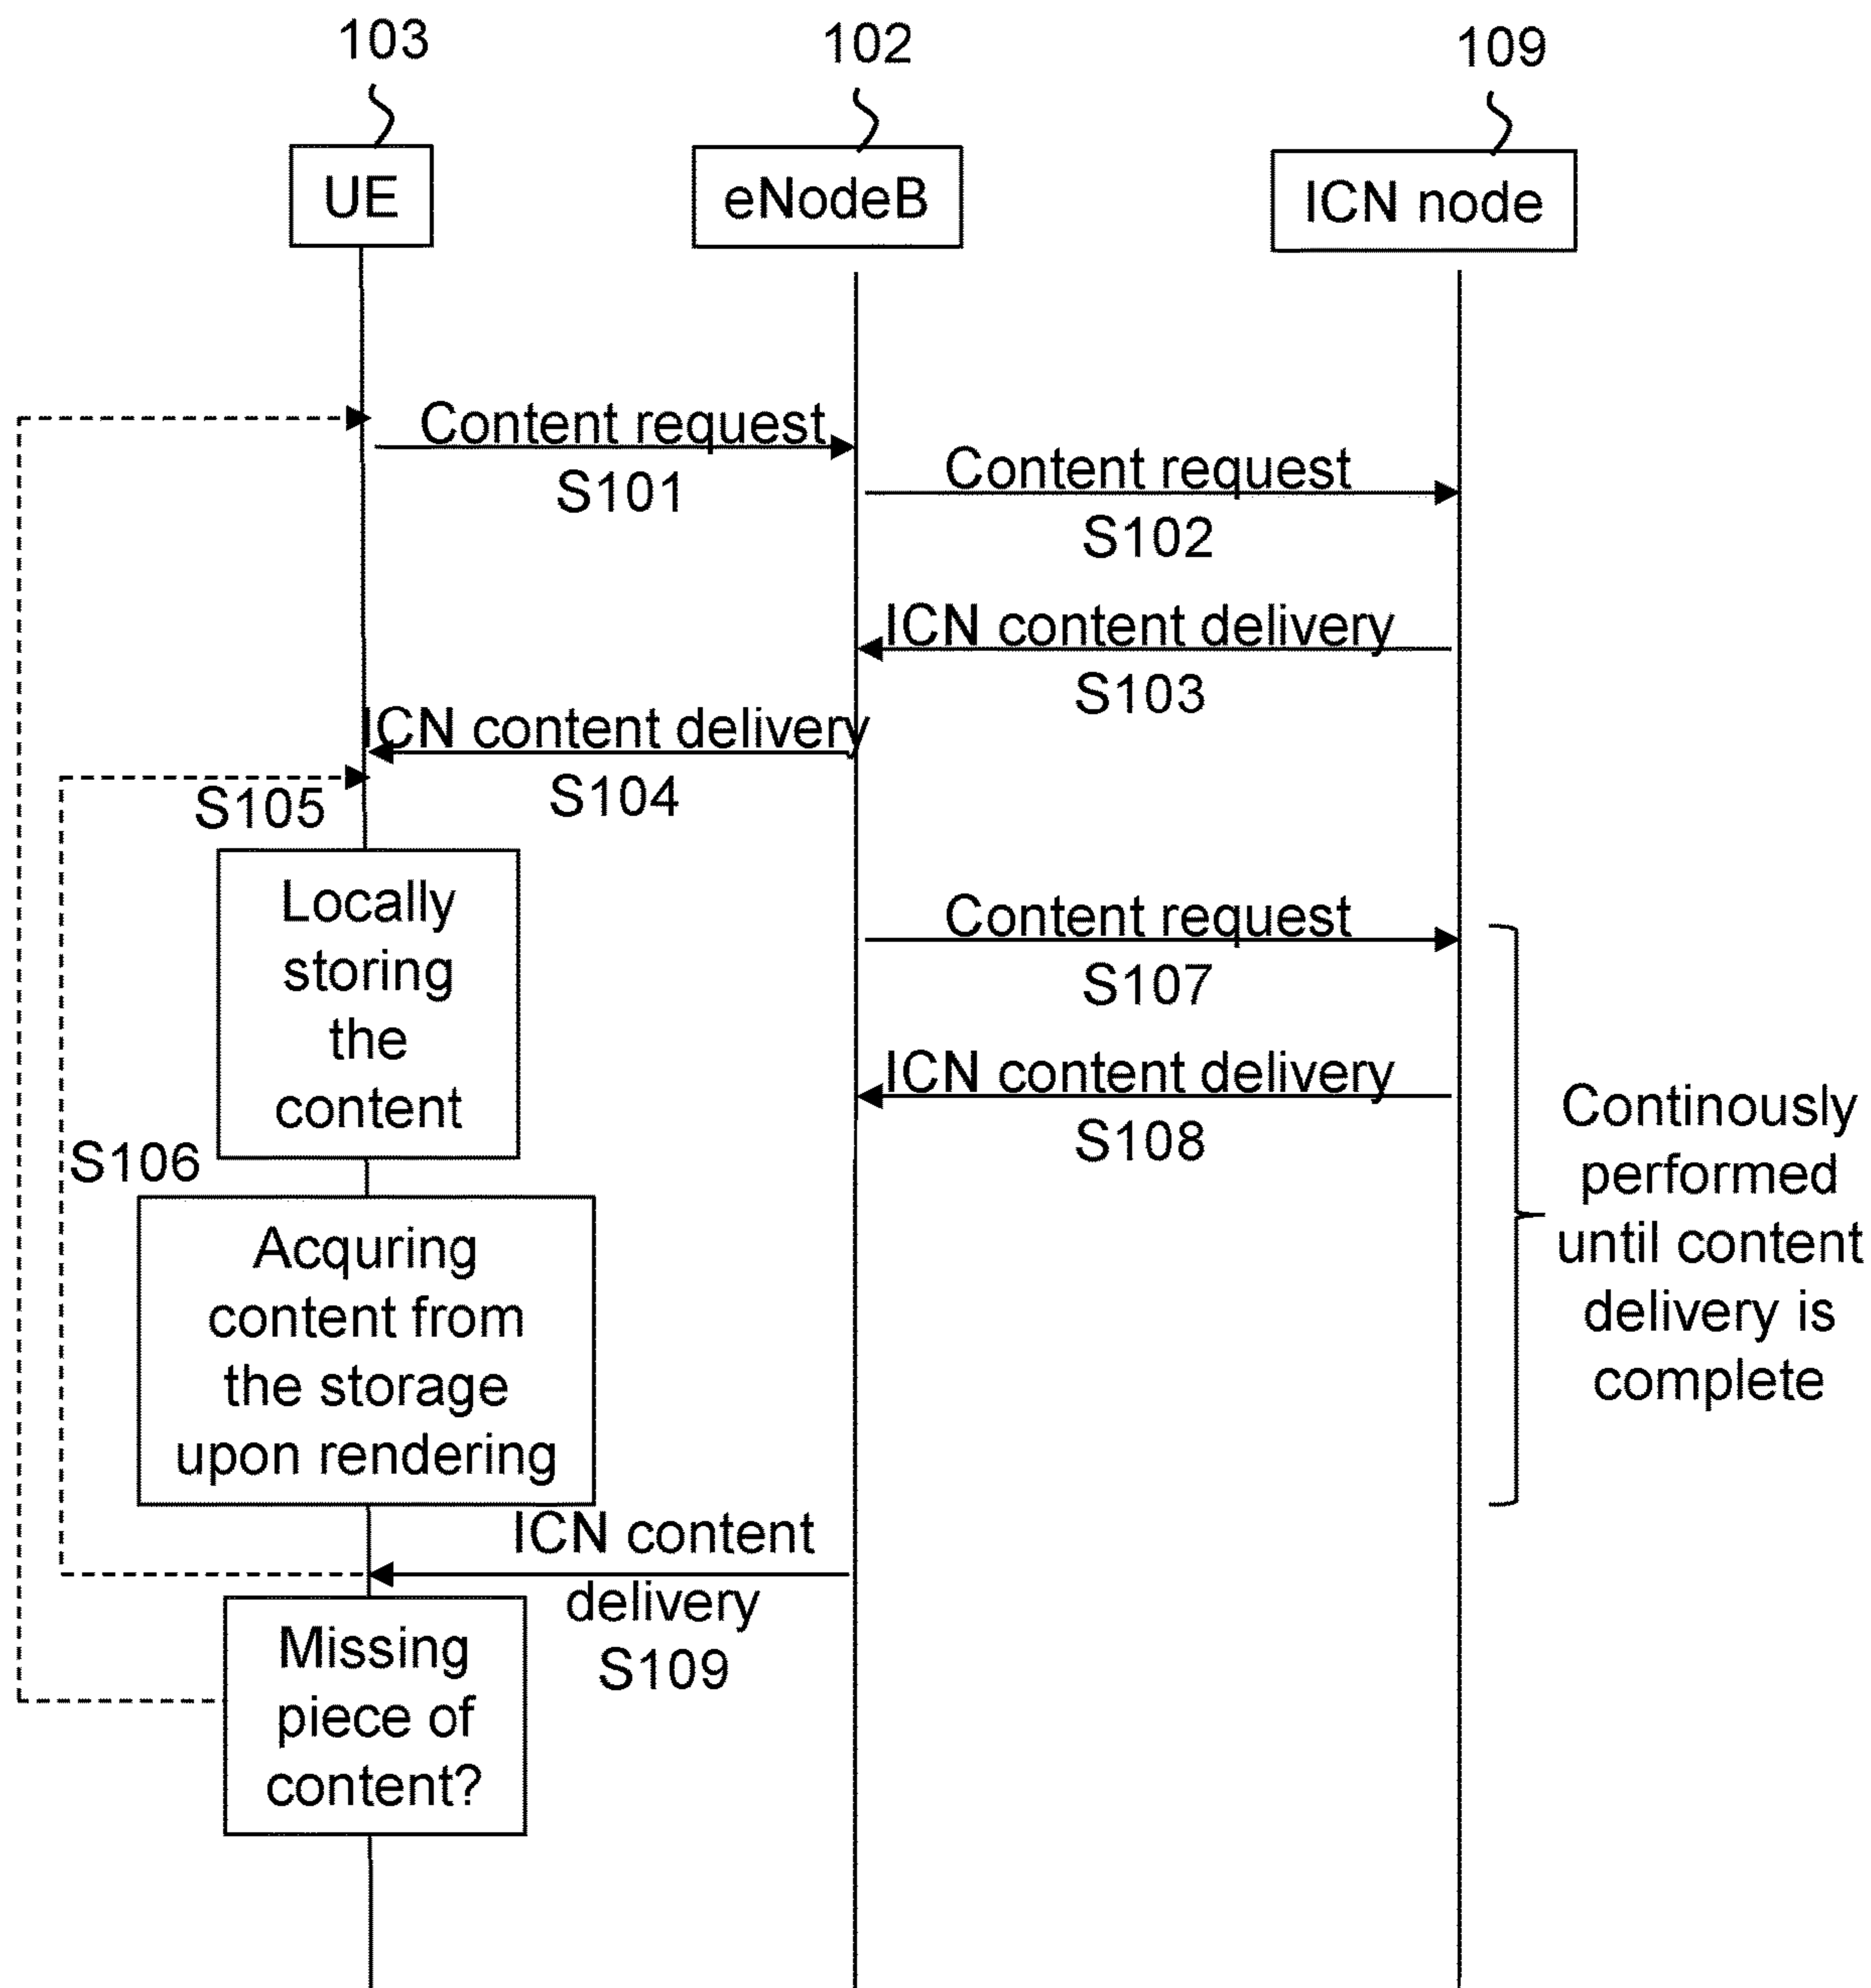 103
102
109
UE
eNodeB
ICN node
Content request
S101
Content request
S102
ICN content delivery
S103
ICN content delivery
S104
S105
Locally
storing
the
content
Content request
S107
ICN content delivery
S108
Continously
performed
until content
delivery is
complete
S106
Acquring
content from
the storage
upon rendering
ICN content
delivery
S109
Missing
piece of
content?